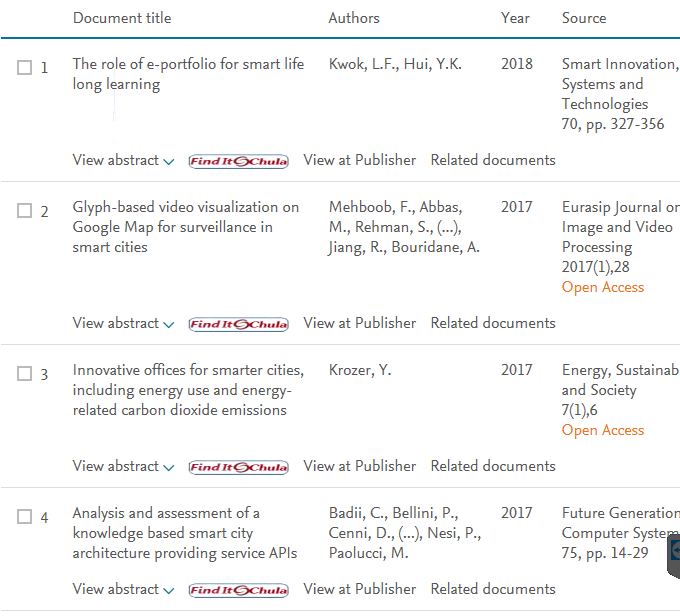 Document title Authors Year Source
1 The role of e-portfolio for smart life Kwok, L.F., Hui, Y.K. 2018 Smart Innovation,
long learning Systems and
Technologies
70, pp. 327-356
View abstract Find It@Chula View at Publisher Related documents
2 Glyph-based video visualization on Mehboob, F., Abbas, 2017 Eurasip Journal on
Google Map for surveillance in M., Rehman, S., (...), Image and Video
smart cities Jiang, R., Bouridane, A. Processing
2017(1),28
Open Access
View abstract Find It@Chula View at Publisher Related documents
3 Innovative offices for smarter cities, Krozer, Y. 2017 Energy, Sustainab
including energy use and energy- and Society
related carbon dioxide emissions 7(1),6
Open Access
View abstract Find It@Chula View at Publisher Related documents
4 Analysis and assessment of a Badii, C., Bellini, P., 2017 Future Generation
knowledge based smart city Cenni, D., (...), Nesi, P., Computer System
architecture providing service APIs Paolucci, M. 75, pp. 14-29
View abstract Find It@Chula View at Publisher Related documents